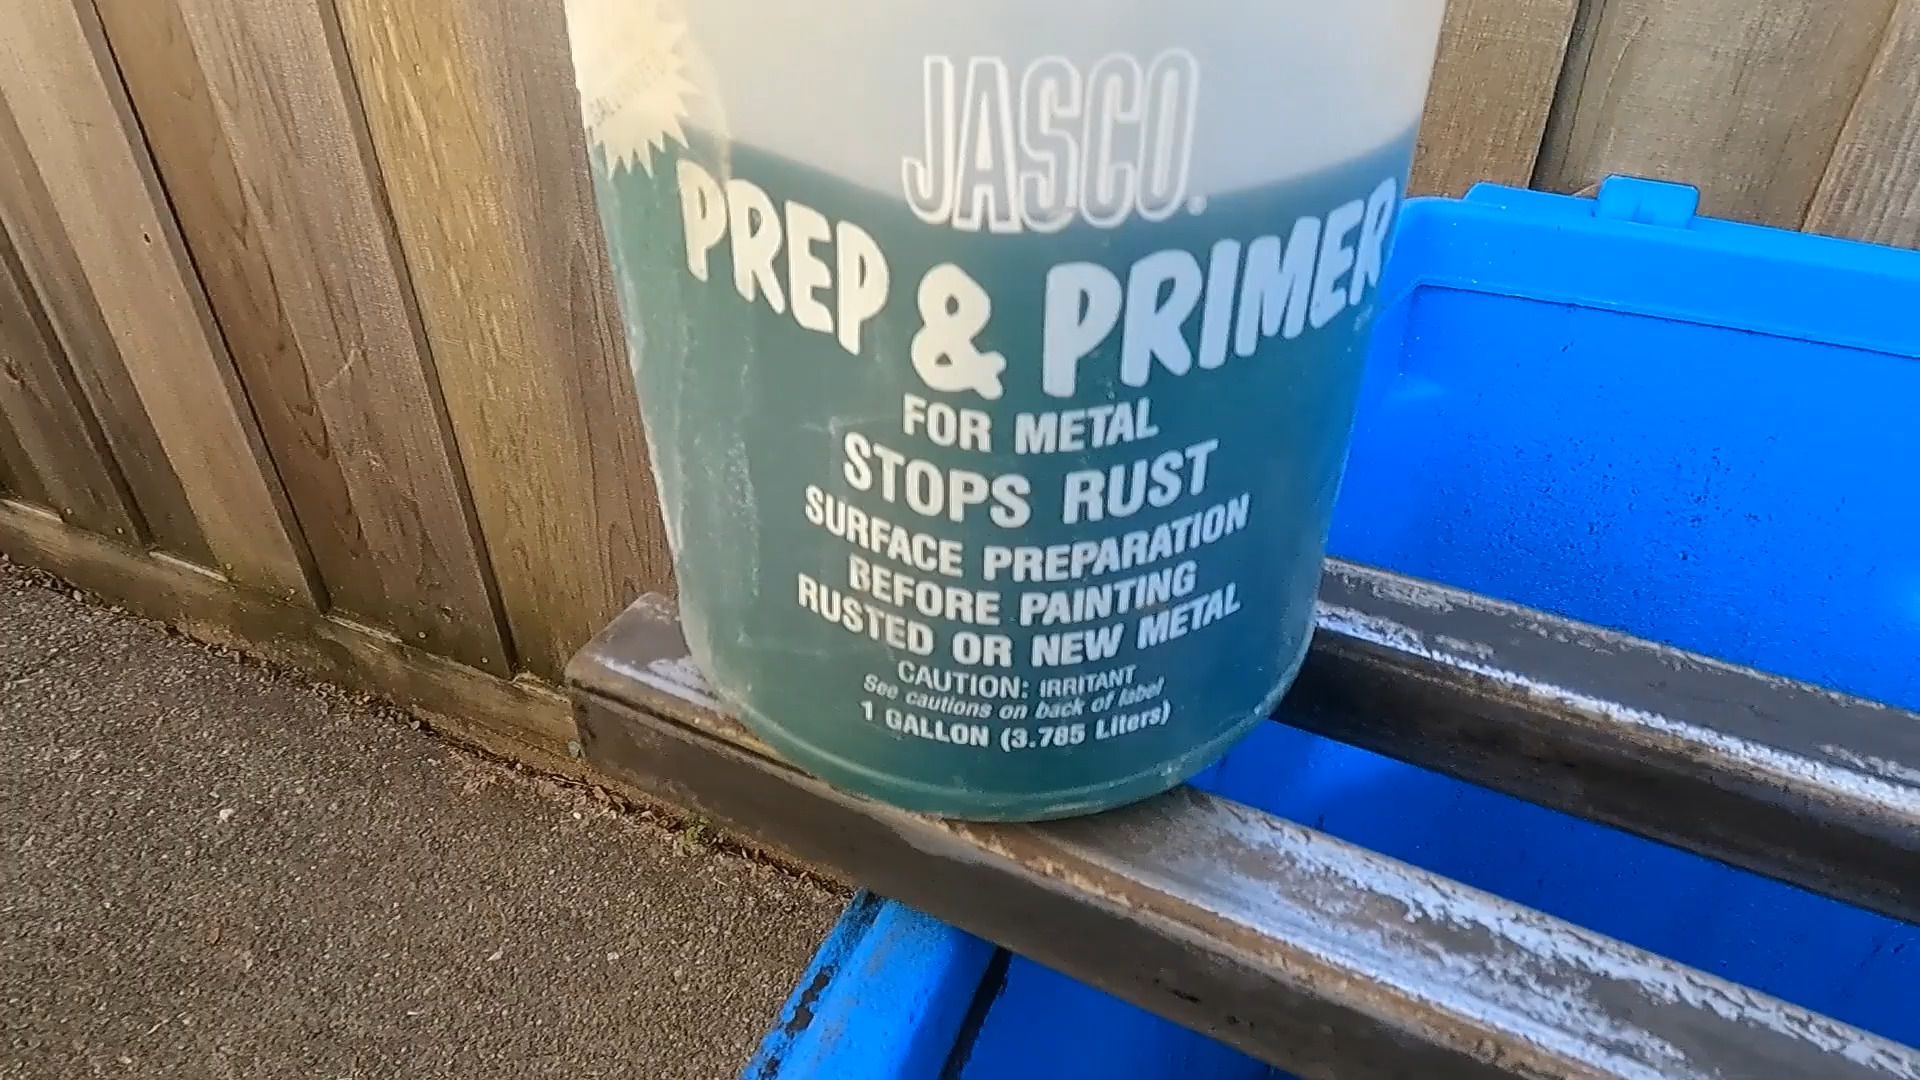 JASCO®
PREP & PRIMER
FOR METAL
STOPS RUST
SURFACE PREPARATION
BEFORE PAINTING
RUSTED OR NEW METAL
CAUTION: IRRITANT
See cautions on back of label
1 GALLON (3.785 Liters)